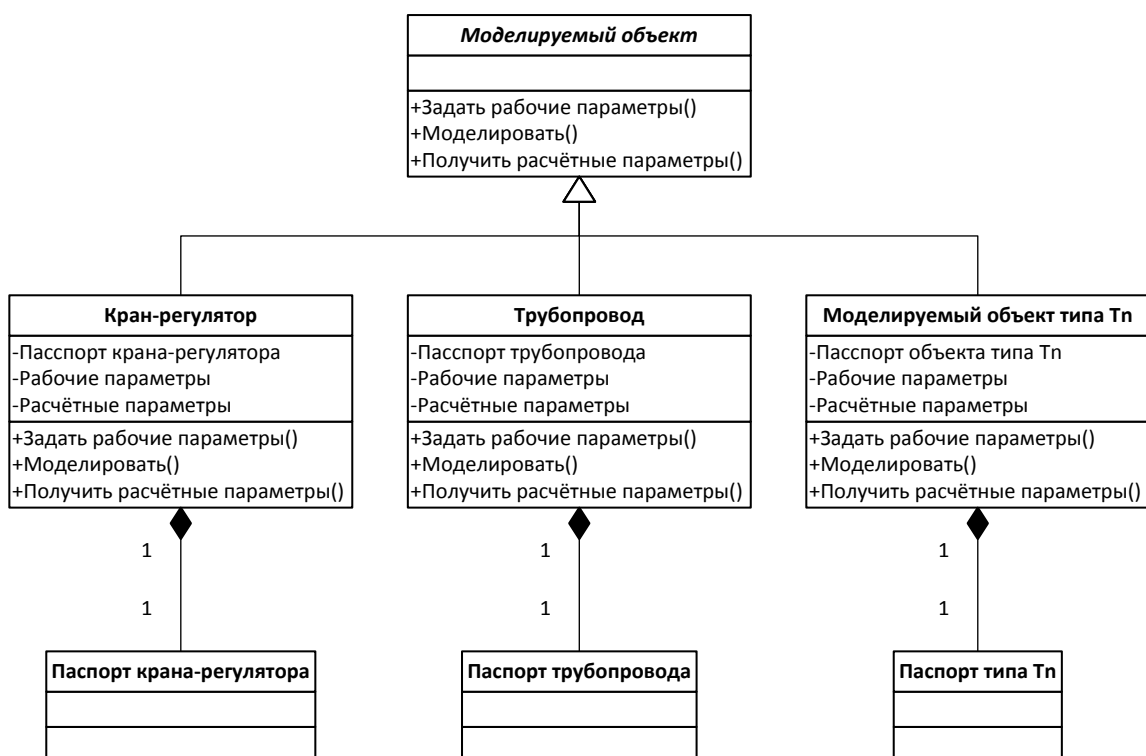 Моделируемый объект
+Задать рабочие параметры()
+Моделировать()
+Получить расчётные параметры()
Кран-регулятор
-Пасспорт крана-регулятора
-Рабочие параметры
-Расчётные параметры
+Задать рабочие параметры()
+Моделировать()
+Получить расчётные параметры()
Трубопровод
-Пасспорт трубопровода
-Рабочие параметры
-Расчётные параметры
+Задать рабочие параметры()
+Моделировать()
+Получить расчётные параметры()
Моделируемый объект типа Tn
-Пасспорт объекта типа Tn
-Рабочие параметры
-Расчётные параметры
+Задать рабочие параметры()
+Моделировать()
+Получить расчётные параметры()
1
1
1
1
1
1
Паспорт крана-регулятора
Паспорт трубопровода
Паспорт типа Tn